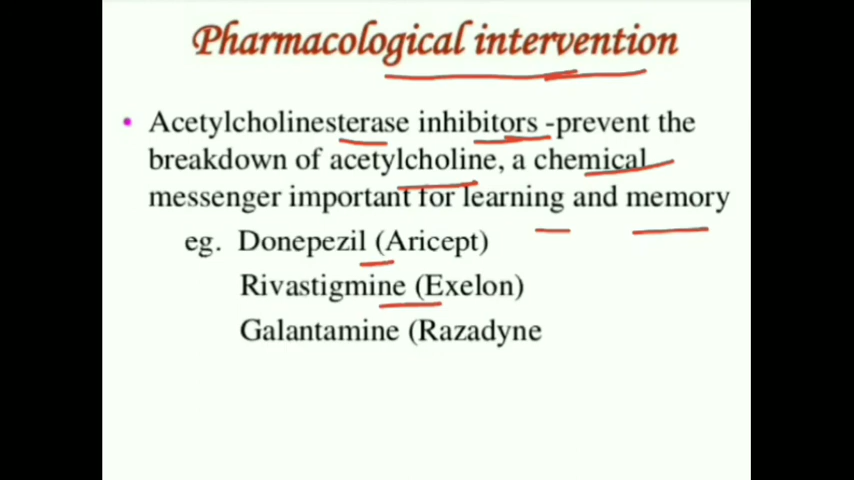 Pharmacological intervention
• Acetylcholinesterase inhibitors -prevent the
breakdown of acetylcholine, a chemical
messenger important for learning and memory
eg. Donepezil (Aricept)
Rivastigmine (Exelon)
Galantamine (Razadyne